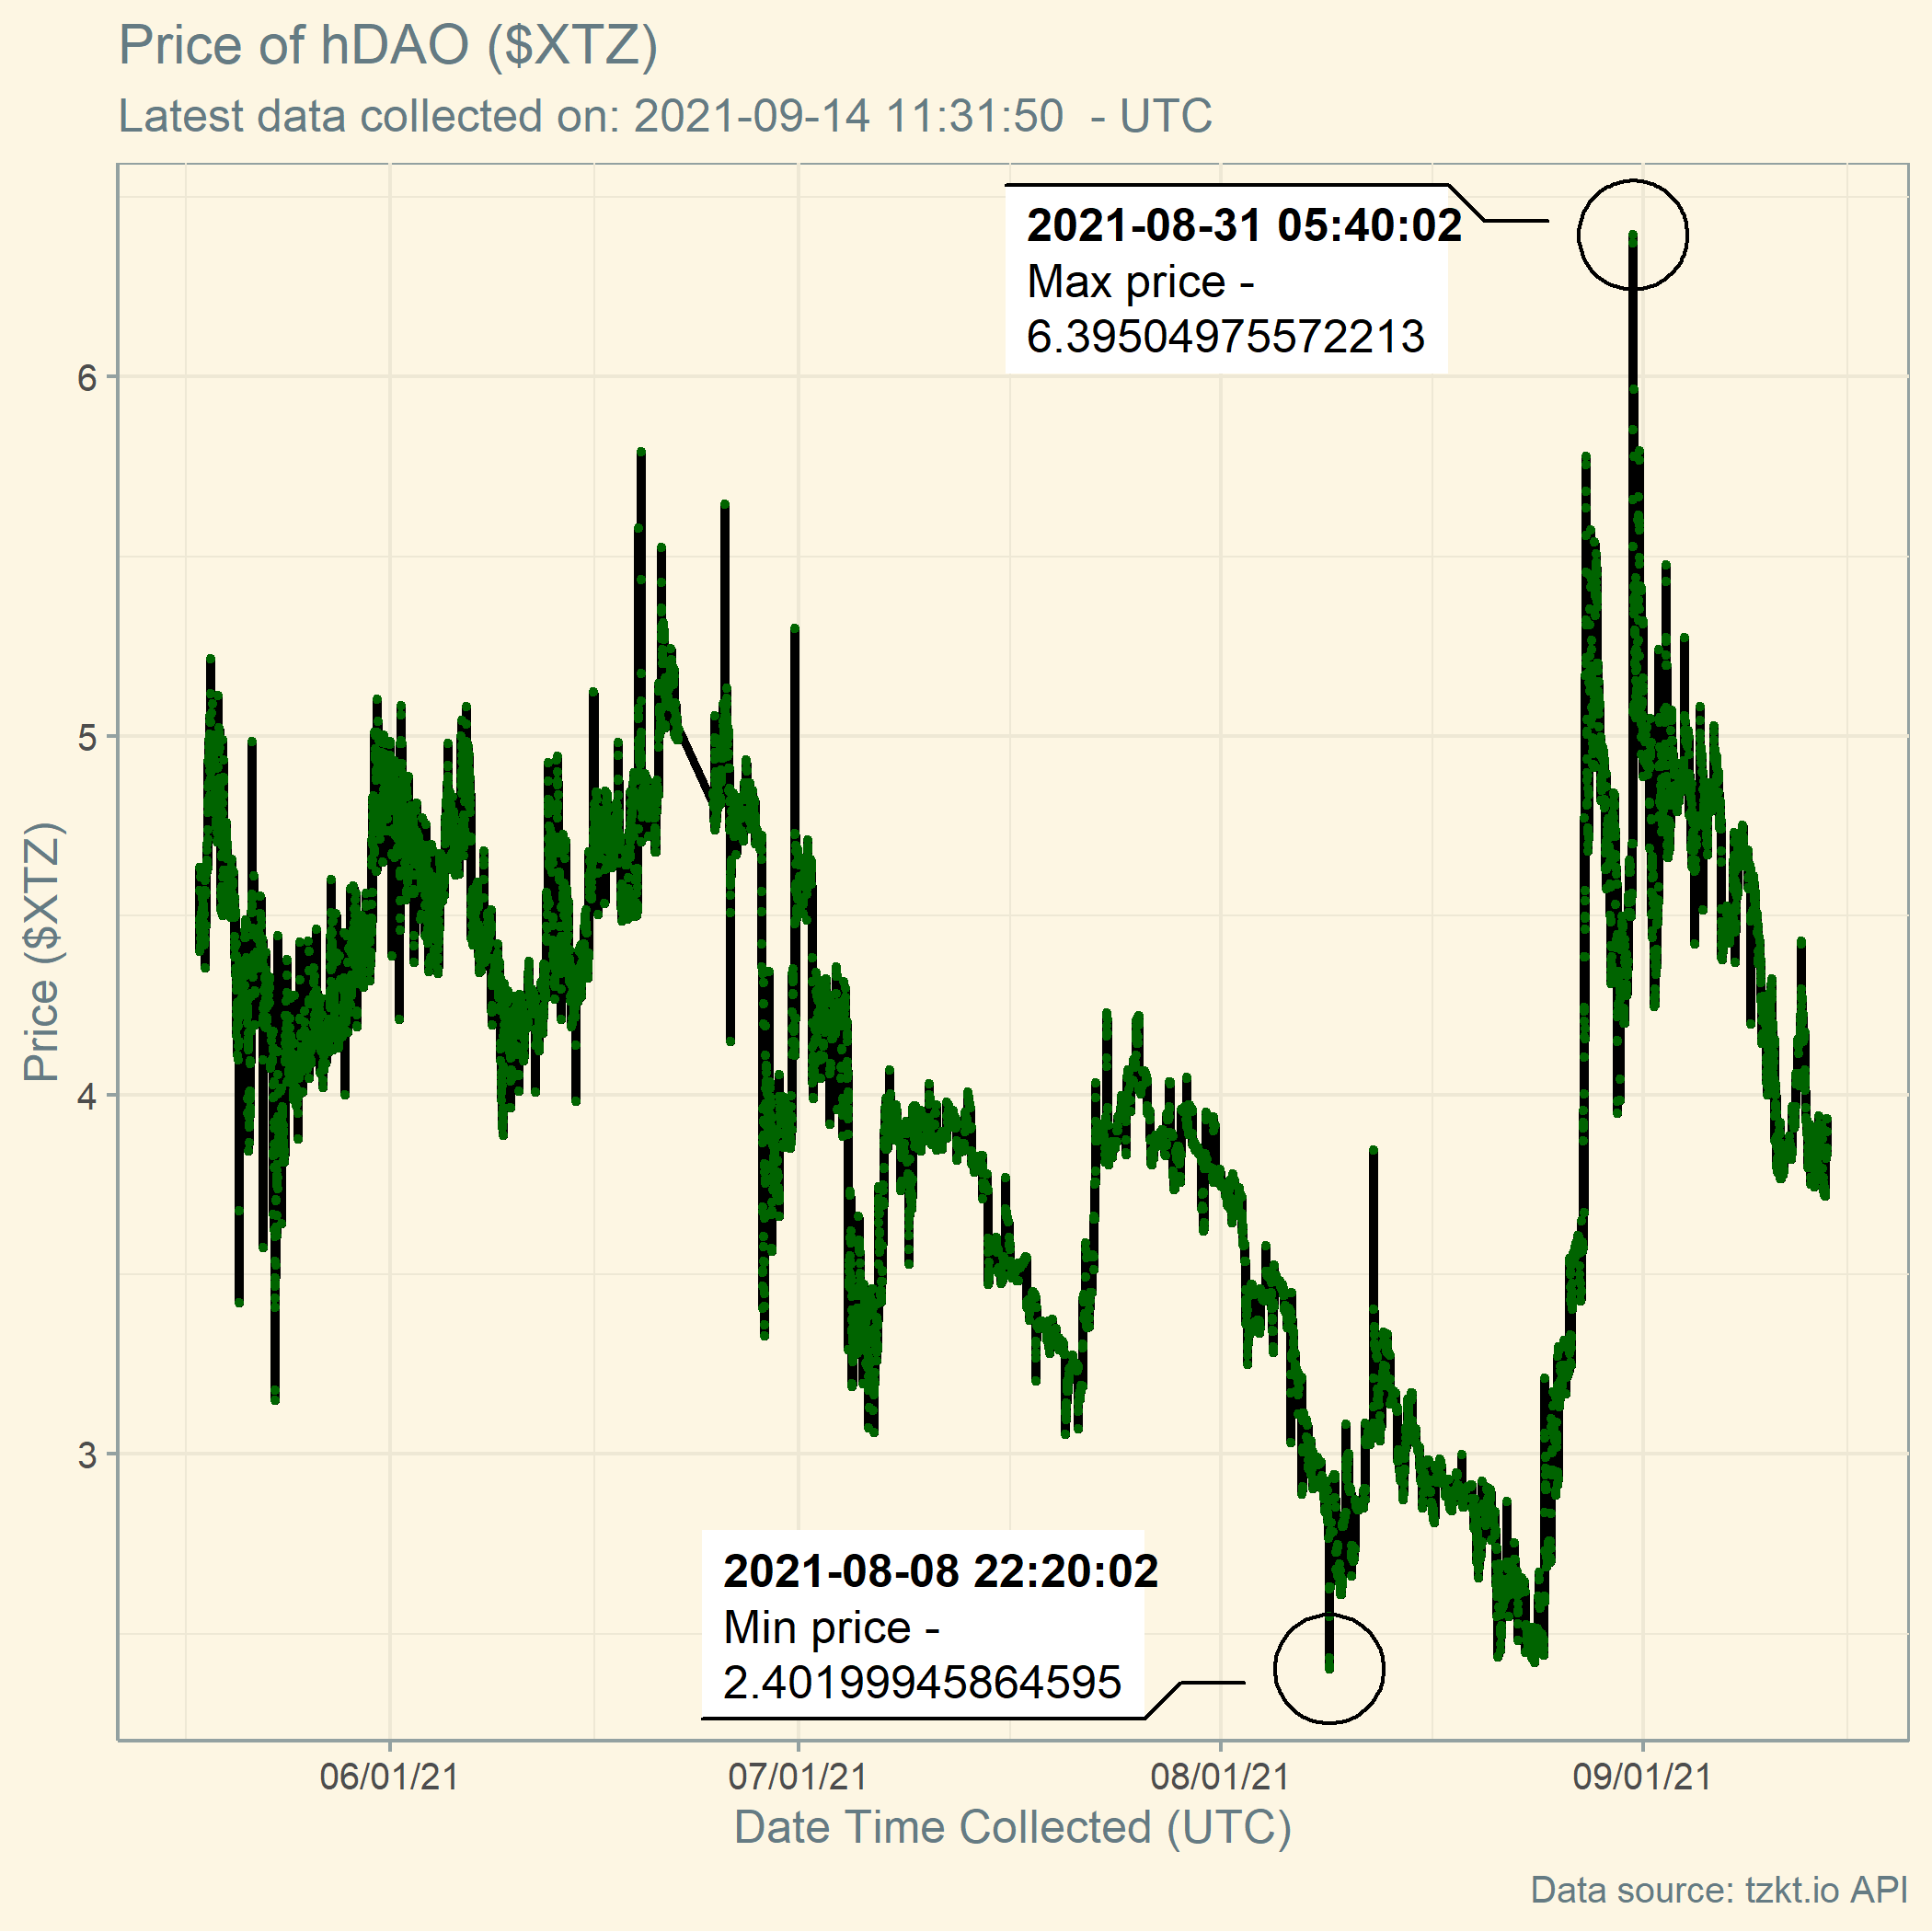 Price of hDAO ($XTZ)
Latest data collected on: 2021-09-14 11:31:50  - UTC
2021-08-31 05:40:02
Max price -
6.39504975572213
6
5
4
3
Price ($XTZ)
2021-08-08 22:20:02
Min price -
2.40199945864595
06/01/21 07/01/21 08/01/21 09/01/21
Date Time Collected (UTC)
Data source: tzkt.io API